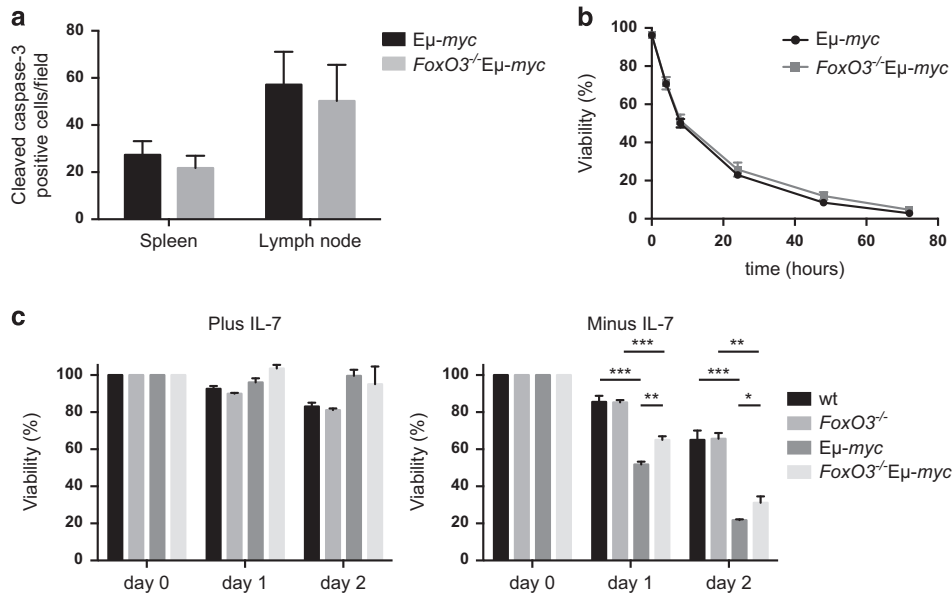 a
Cleaved caspase-3
positive cells/field
80
60
40
20
0
Spleen
Lymph node
Eµ-myc
FoxO3-/-Eµ-myc
b
Viability (%)
100
80
60
40
20
0
0
20
40
60
80
time (hours)
Eµ-myc
FoxO3-/-Eµ-myc
c
Plus IL-7
Viability (%)
100
80
60
40
20
0
day 0
day 1
day 2
Minus IL-7
Viability (%)
100
80
60
40
20
0
day 0
day 1
day 2
***
***
**
**
***
*
wt
FoxO3-/-
Eµ-myc
FoxO3-/-Eµ-myc